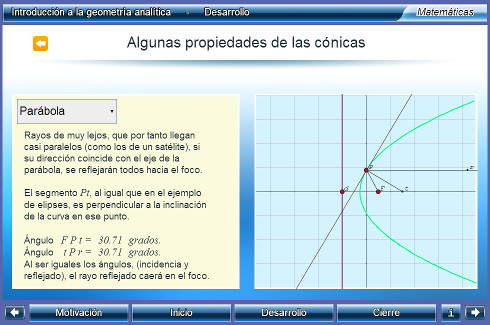 Introducción a la geometría analítica - Desarrollo Matemáticas
Algunas propiedades de las cónicas
Parábola
Rayos de muy lejos, que por tanto llegan
casi paralelos (como los de un satélite), si
su dirección coincide con el eje de la
parábola, se reflejarán todos hacia el foco.
El segmento Pt, al igual que en el ejemplo
de elipses, es perpendicular a la inclinación
de la curva en ese punto.
Ángulo F P t = 30.71 grados.
Ángulo t P r = 30.71 grados.
Al ser iguales los ángulos, (incidencia y
reflejado), el rayo reflejado caerá en el foco.
P r
d F t
Motivación Inicio Desarrollo Cierre i